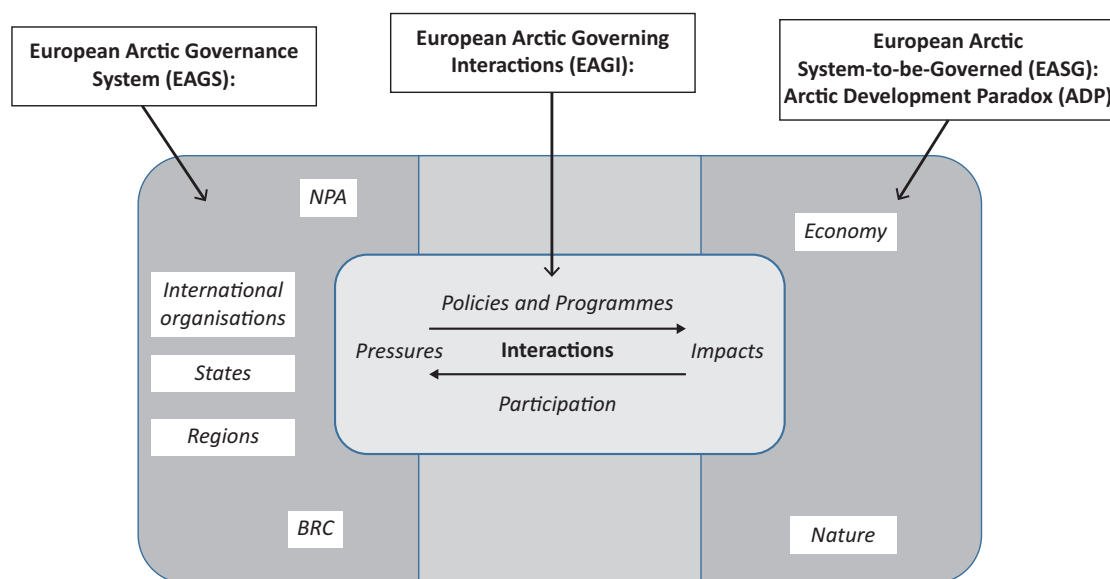 European Arctic Governance
System (EAGS):
European Arctic Governing
Interactions (EAGI):
European Arctic
System-to-be-Governed (EASG):
Arctic Development Paradox (ADP)
NPA
Economy
International
organisations
Policies and Programmes
Pressures
Interactions
Impacts
States
Participation
Regions
BRC
Nature